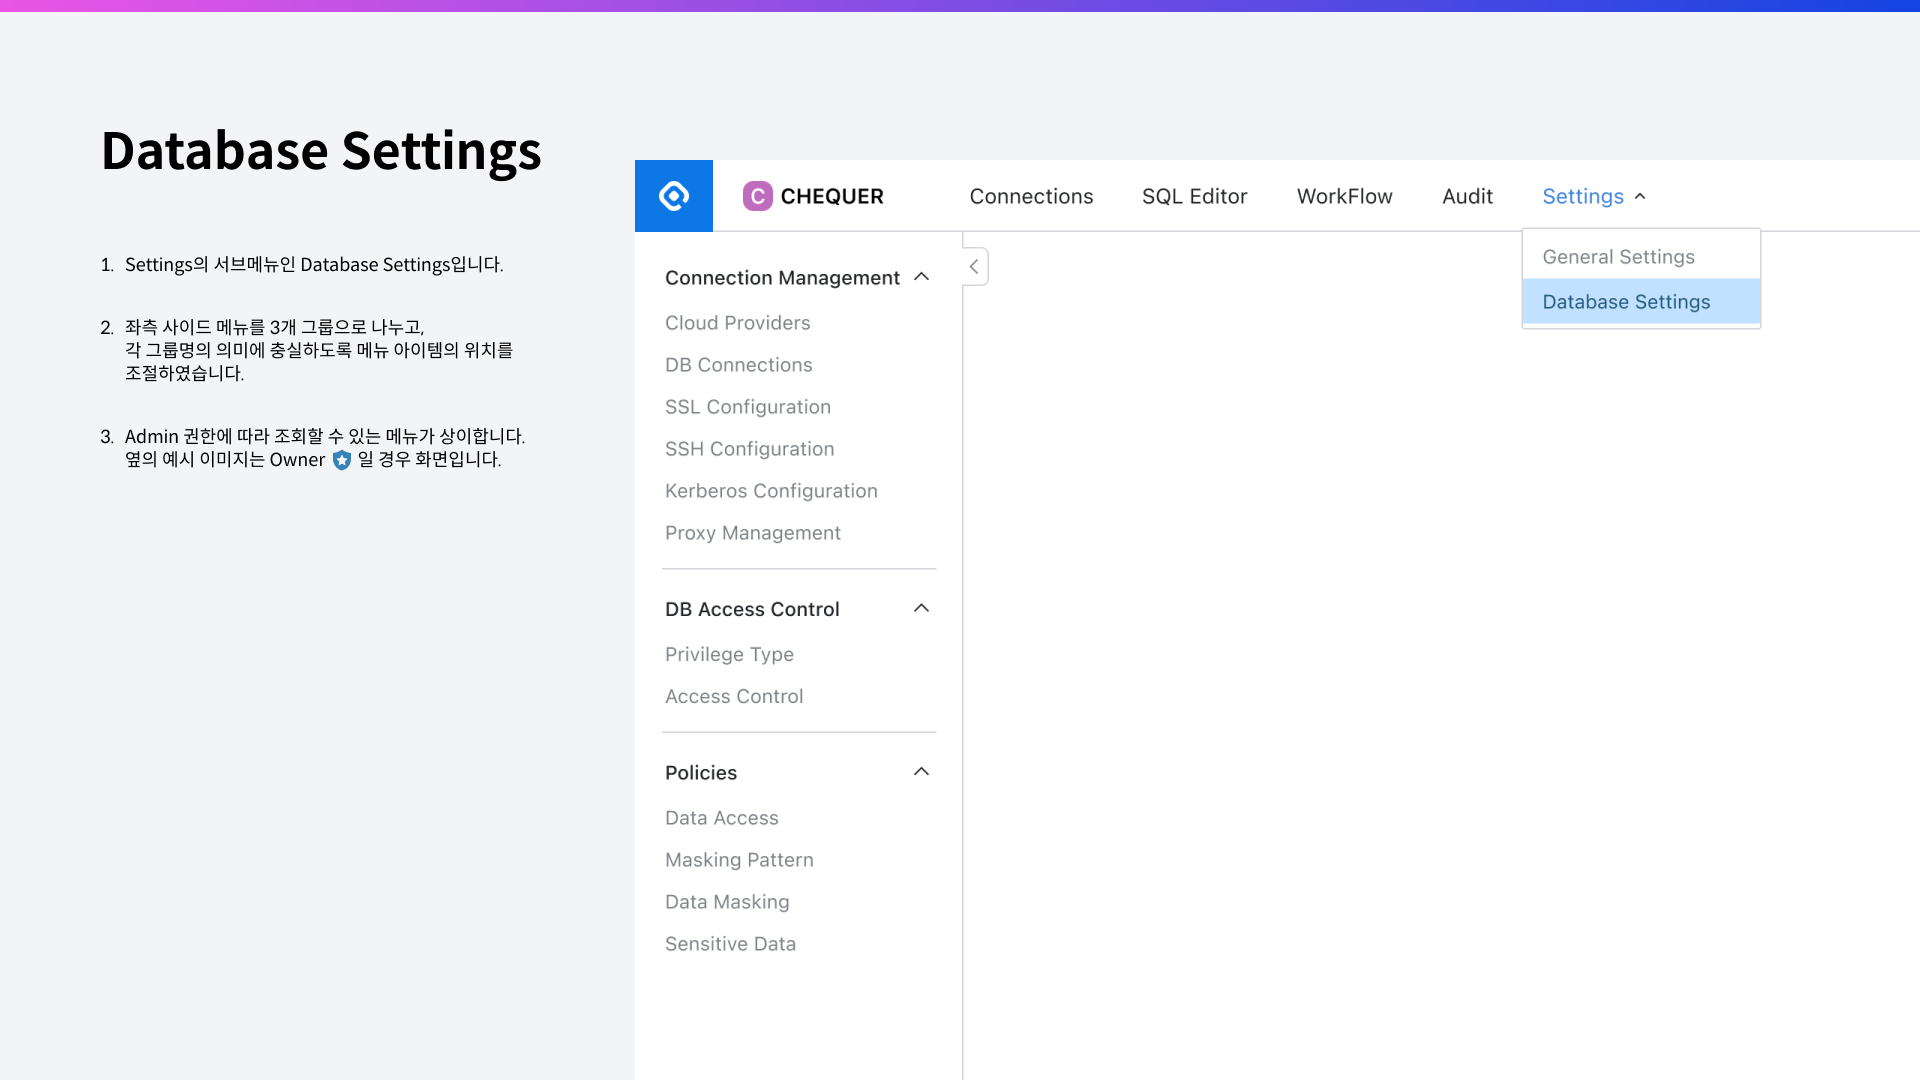 Database Settings
1. Settings의 서브메뉴인 Database Settings입니다.
2. 좌측 사이드 메뉴를 3개 그룹으로 나누고,
각 그룹명의 의미에 충실하도록 메뉴 아이템의 위치를
조절하였습니다.
3. Admin 권한에 따라 조회할 수 있는 메뉴가 상이합니다.
옆의 예시 이미지는 Owner 일 경우 화면입니다.
C CHEQUER Connections SQL Editor WorkFlow Audit Settings
General Settings
Database Settings
Connection Management
Cloud Providers
DB Connections
SSL Configuration
SSH Configuration
Kerberos Configuration
Proxy Management
DB Access Control
Privilege Type
Access Control
Policies
Data Access
Masking Pattern
Data Masking
Sensitive Data